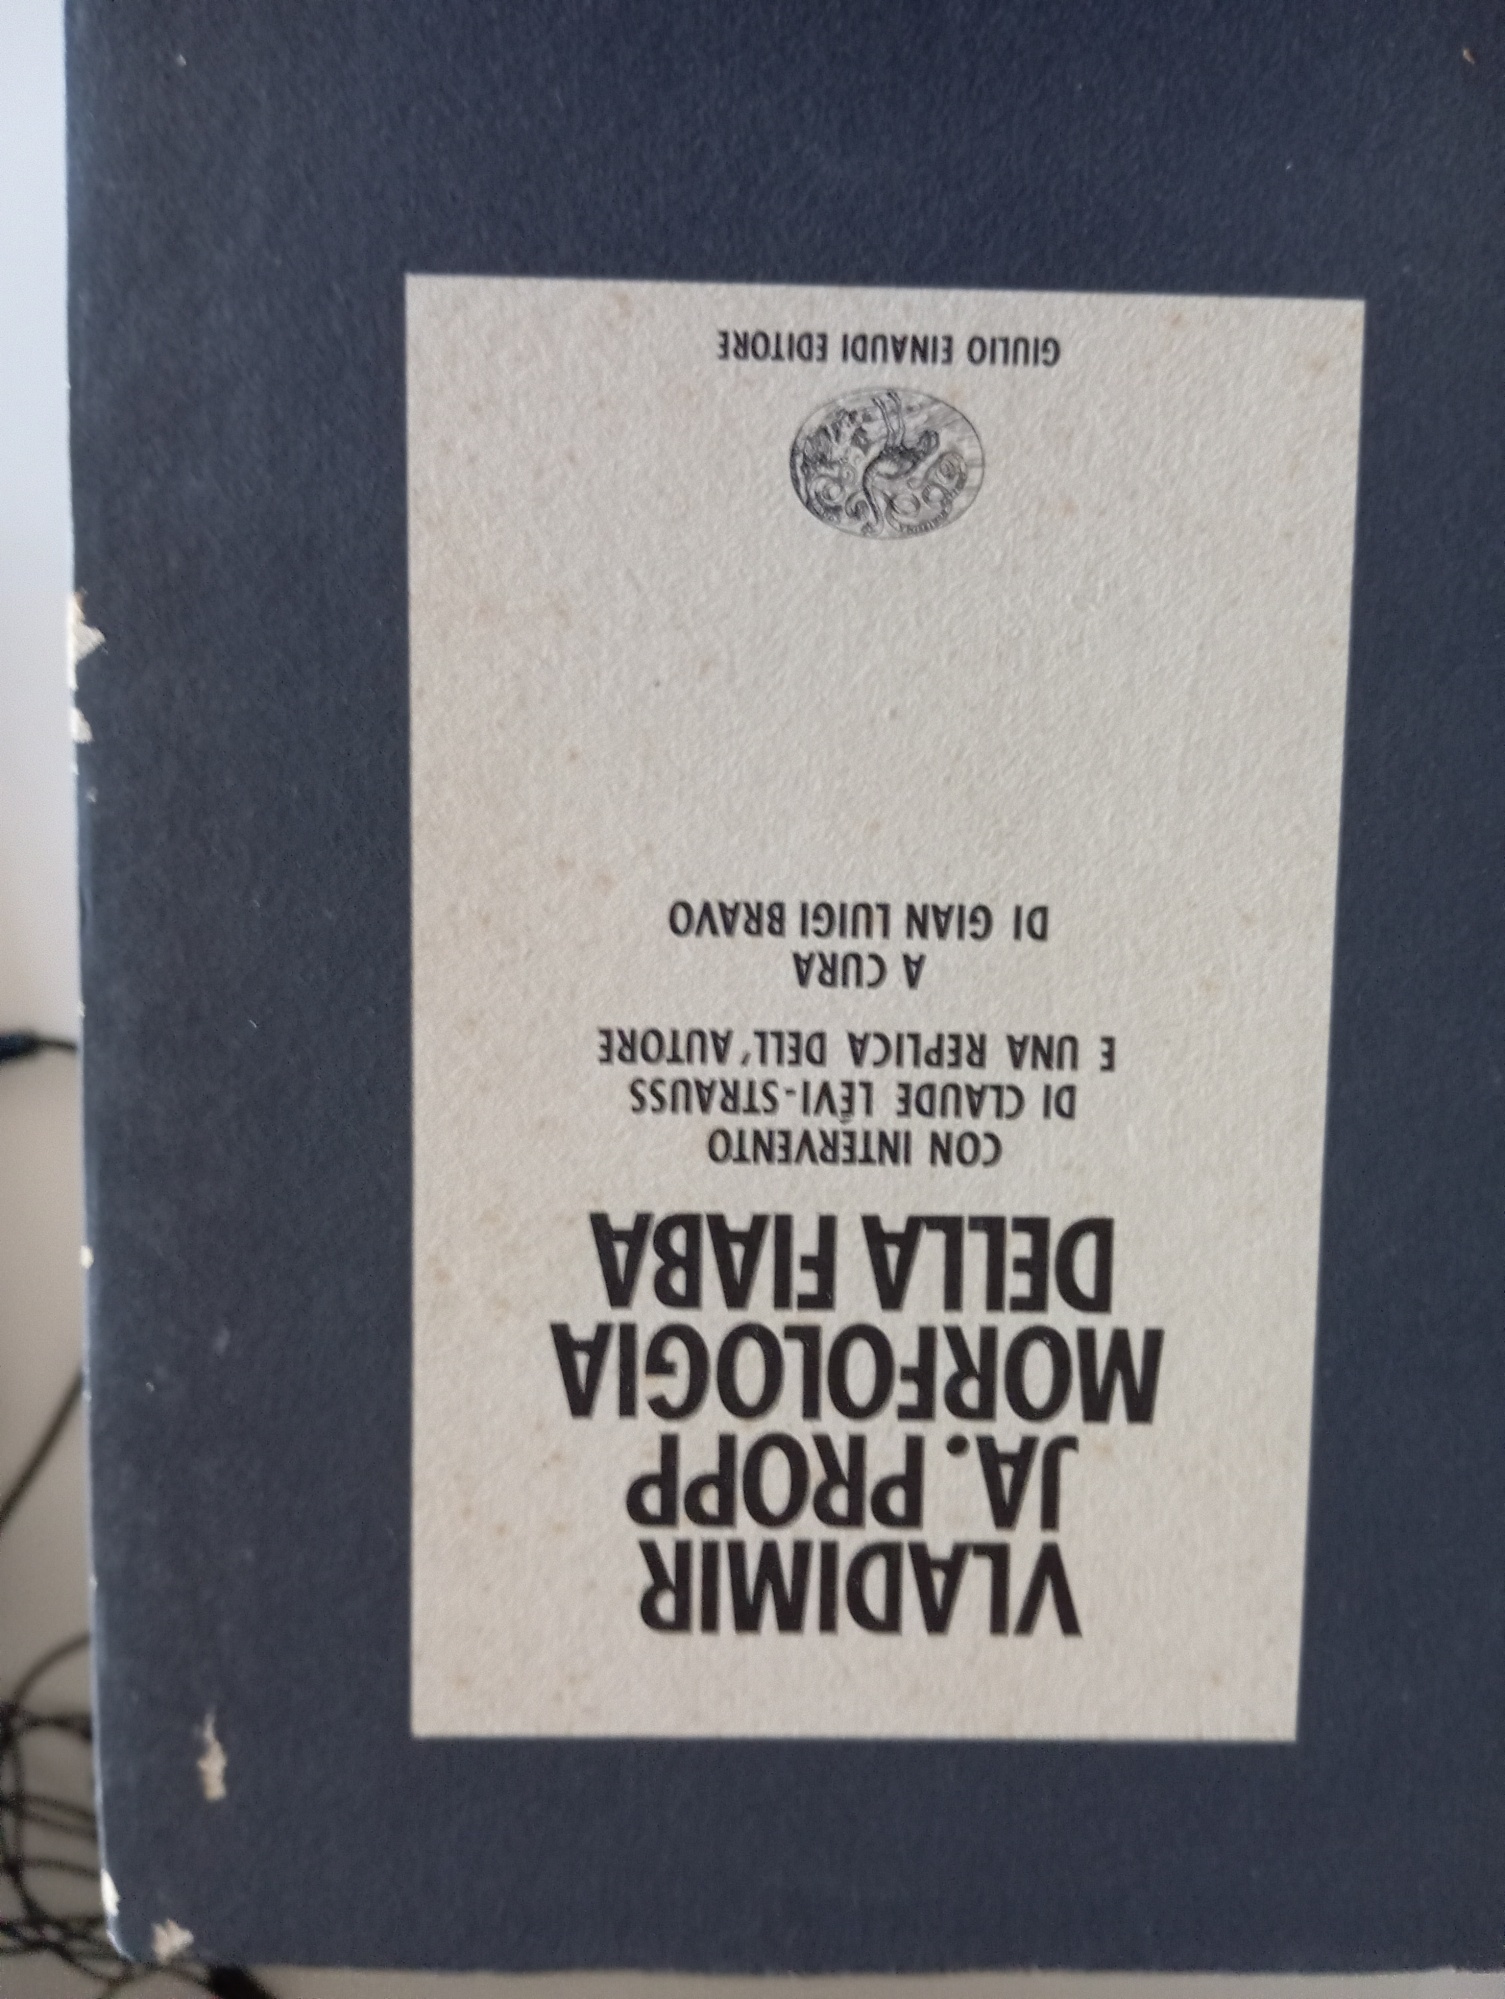 VLADIMIR
JA. PROPP
MORFOLOGIA
DELLA FIABA
CON INTERVENTO
DI CLAUDE LÉVI-STRAUSS
E UNA REPLICA DELL'AUTORE
A CURA
DI GIAN LUIGI BRAVO
GIULIO EINAUDI EDITORE